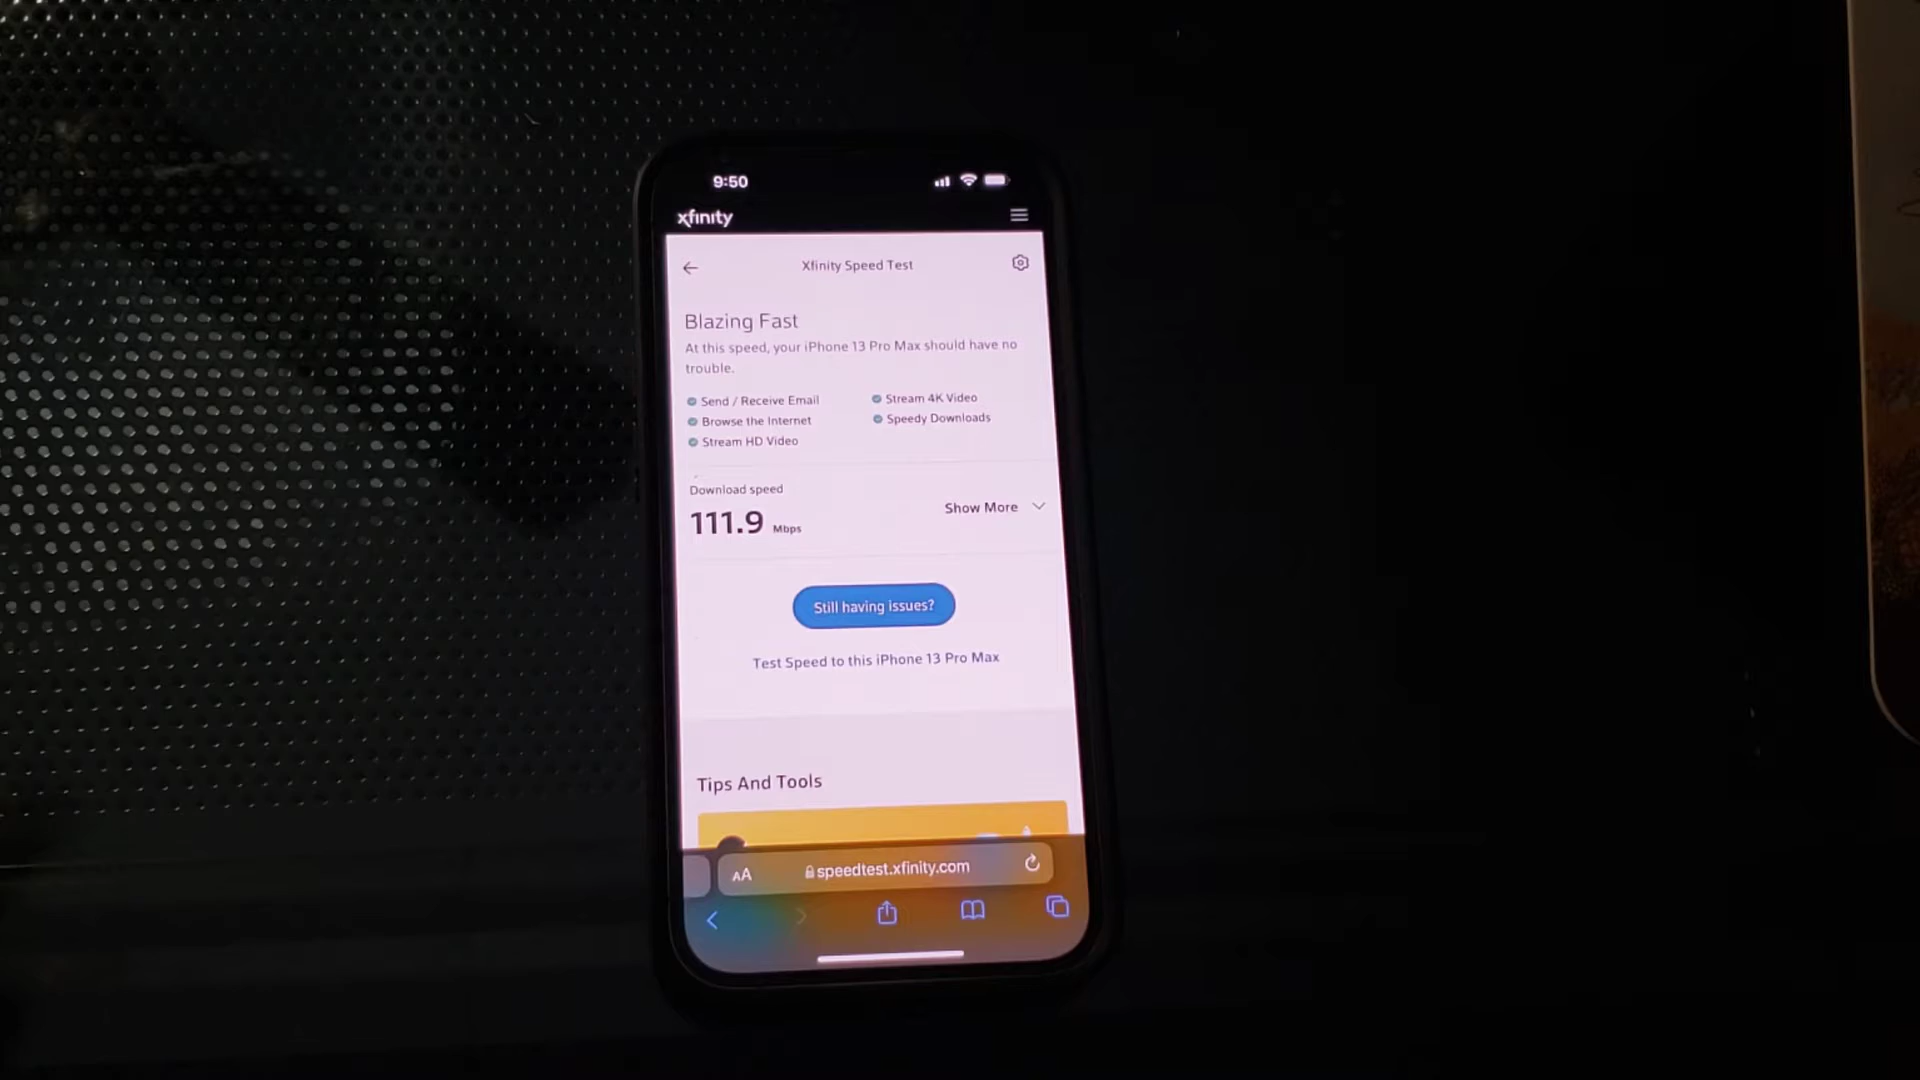 9:50
xfinity
Xfinity Speed Test
Blazing Fast
At this speed, your iPhone 13 Pro Max should have no
trouble.
Send / Receive Email
Stream 4K Video
Browse the Internet
Speedy Downloads
Stream HD Video
Download speed
111.9 Mbps
Show More
Still having issues?
Test Speed to this iPhone 13 Pro Max
Tips And Tools
AA
speedtest.xfinity.com